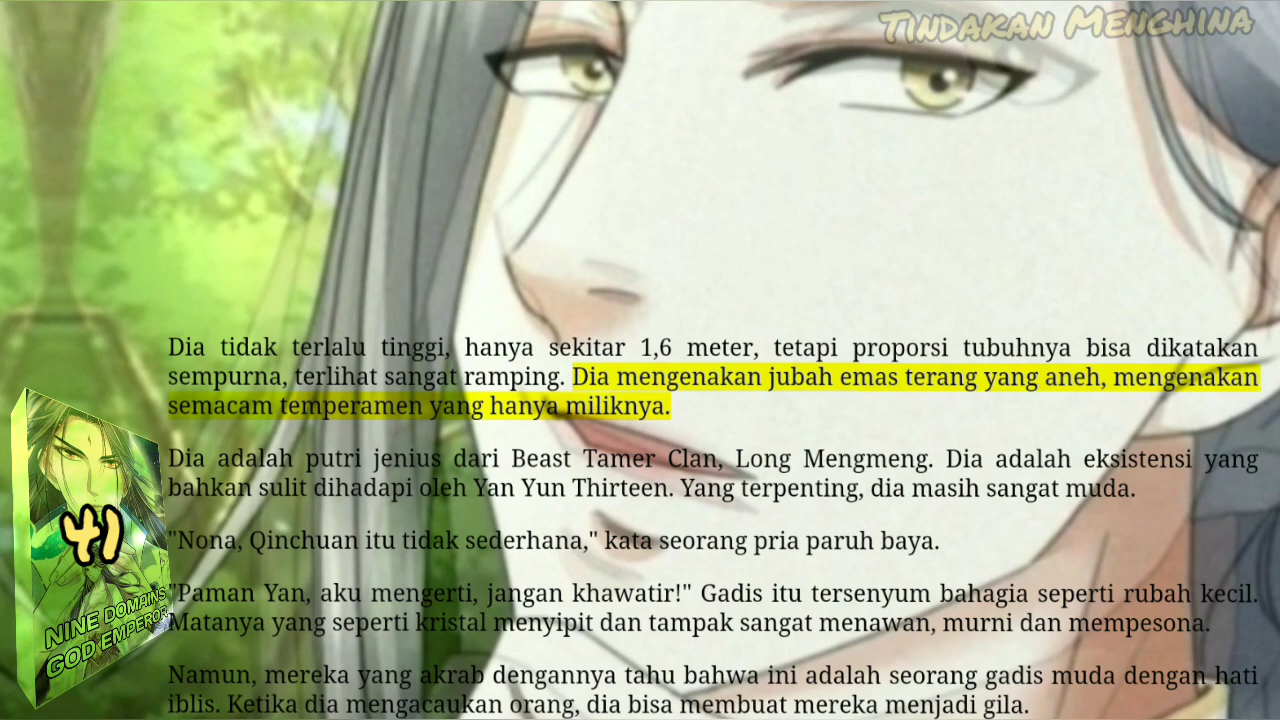 Tindakan Menghina
Dia tidak terlalu tinggi, hanya sekitar 1,6 meter, tetapi proporsi tubuhnya bisa dikatakan
sempurna, terlihat sangat ramping. Dia mengenakan jubah emas terang yang aneh, mengenakan
semacam temperamen yang hanya miliknya.
Dia adalah putri jenius dari Beast Tamer Clan, Long Mengmeng. Dia adalah eksistensi yang
bahkan sulit dihadapi oleh Yan Yun Thirteen. Yang terpenting, dia masih sangat muda.
"Nona, Qinchuan itu tidak sederhana," kata seorang pria paruh baya.
"Paman Yan, aku mengerti, jangan khawatir!" Gadis itu tersenyum bahagia seperti rubah kecil.
Matanya yang seperti kristal menyipit dan tampak sangat menawan, murni dan mempesona.
Namun, mereka yang akrab dengannya tahu bahwa ini adalah seorang gadis muda dengan hati
iblis. Ketika dia mengacaukan orang, dia bisa membuat mereka menjadi gila.
41
NINE DOMAINS
GOD EMPEROR